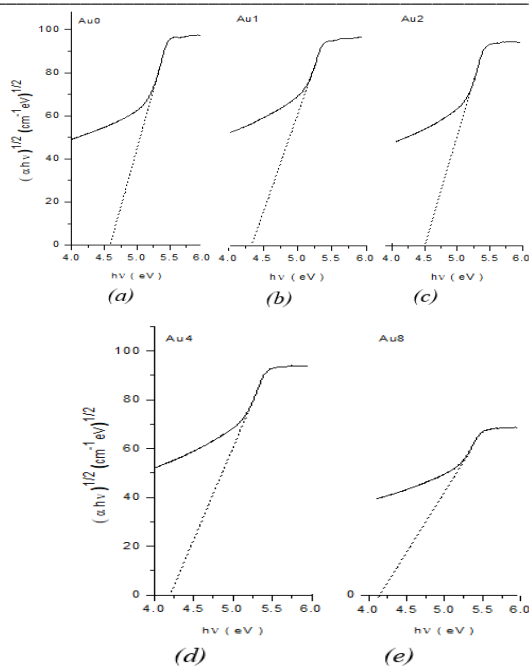 Au0
Au1
Au2
(αhν)^1/2 (cm^-1 eV)^1/2
100
80
60
40
20
0
4.0 4.5 5.0 5.5 6.0
4.0 4.5 5.0 5.5 6.0
4.0 4.5 5.0 5.5 6.0
hν (eV)
hν (eV)
hν (eV)
(a)
(b)
(c)
Au4
Au8
(αhν)^1/2 (cm^-1 eV)^1/2
100
80
60
40
20
0
0
4.0 4.5 5.0 5.5 6.0
4.0 4.5 5.0 5.5 6.0
hν (eV)
hν (eV)
(d)
(e)